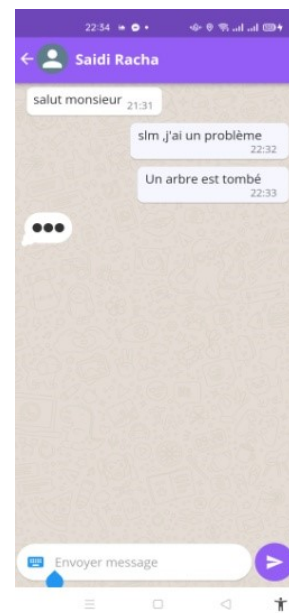 22:34
Saidi Racha
salut monsieur 21:31
slm ,j'ai un problème
22:32
Un arbre est tombé
22:33
Envoyer message